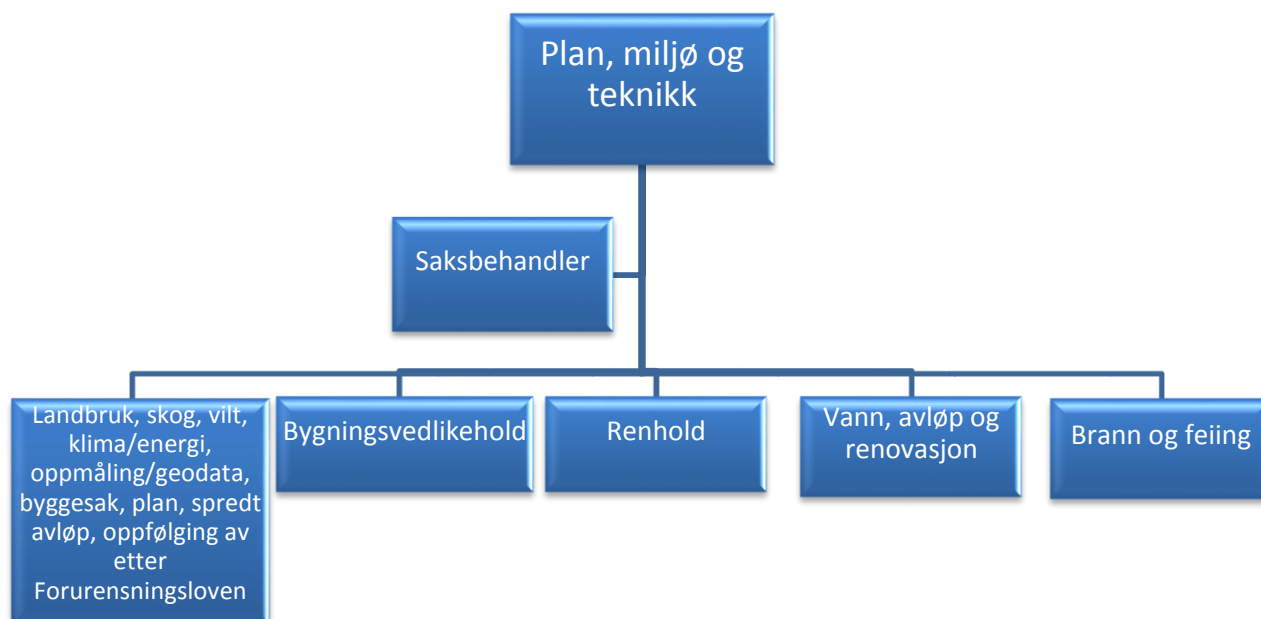 Plan, miljø og
teknikk
Saksbehandler
Landbruk, skog, vilt,
klima/energi,
oppmåling/geodata,
byggesak, plan, spredt
avløp, oppfølging av
etter
Forurensningsloven
Bygningsvedlikehold
Renhold
Vann, avløp og
renovasjon
Brann og feiing